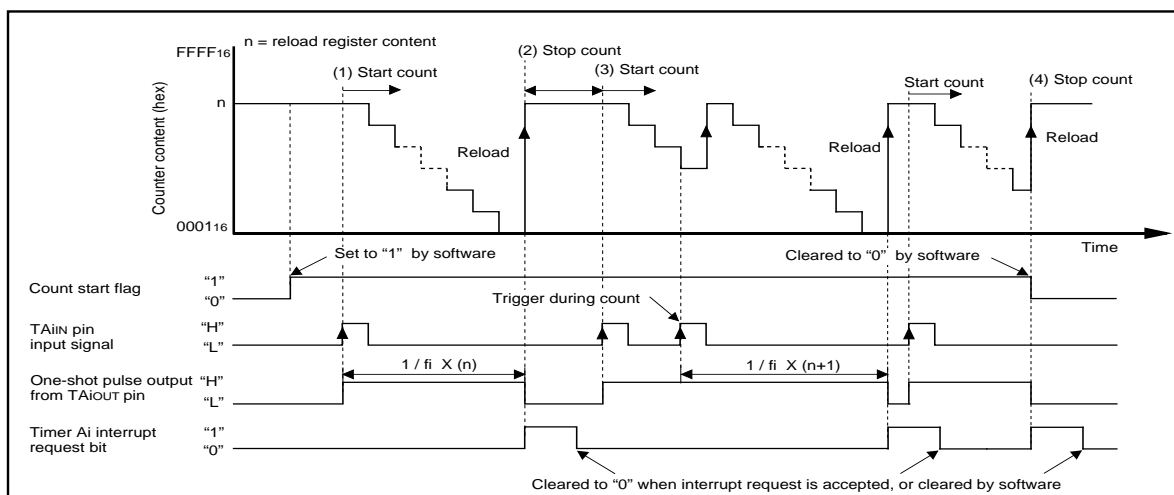 FFFF16
n = reload register content
(2) Stop count
(1) Start count
(3) Start count
Start count
(4) Stop count
Counter content (hex)
n
Reload
Reload
Reload
000116
Time
Set to “1” by software
Cleared to “0” by software
Count start flag
“1”
“0”
Trigger during count
TAiIN pin
input signal
“H”
“L”
1 / fi X (n)
1 / fi X (n+1)
One-shot pulse output
from TAiOUT pin
“H”
“L”
Timer Ai interrupt
request bit
“1”
“0”
Cleared to “0” when interrupt request is accepted, or cleared by software